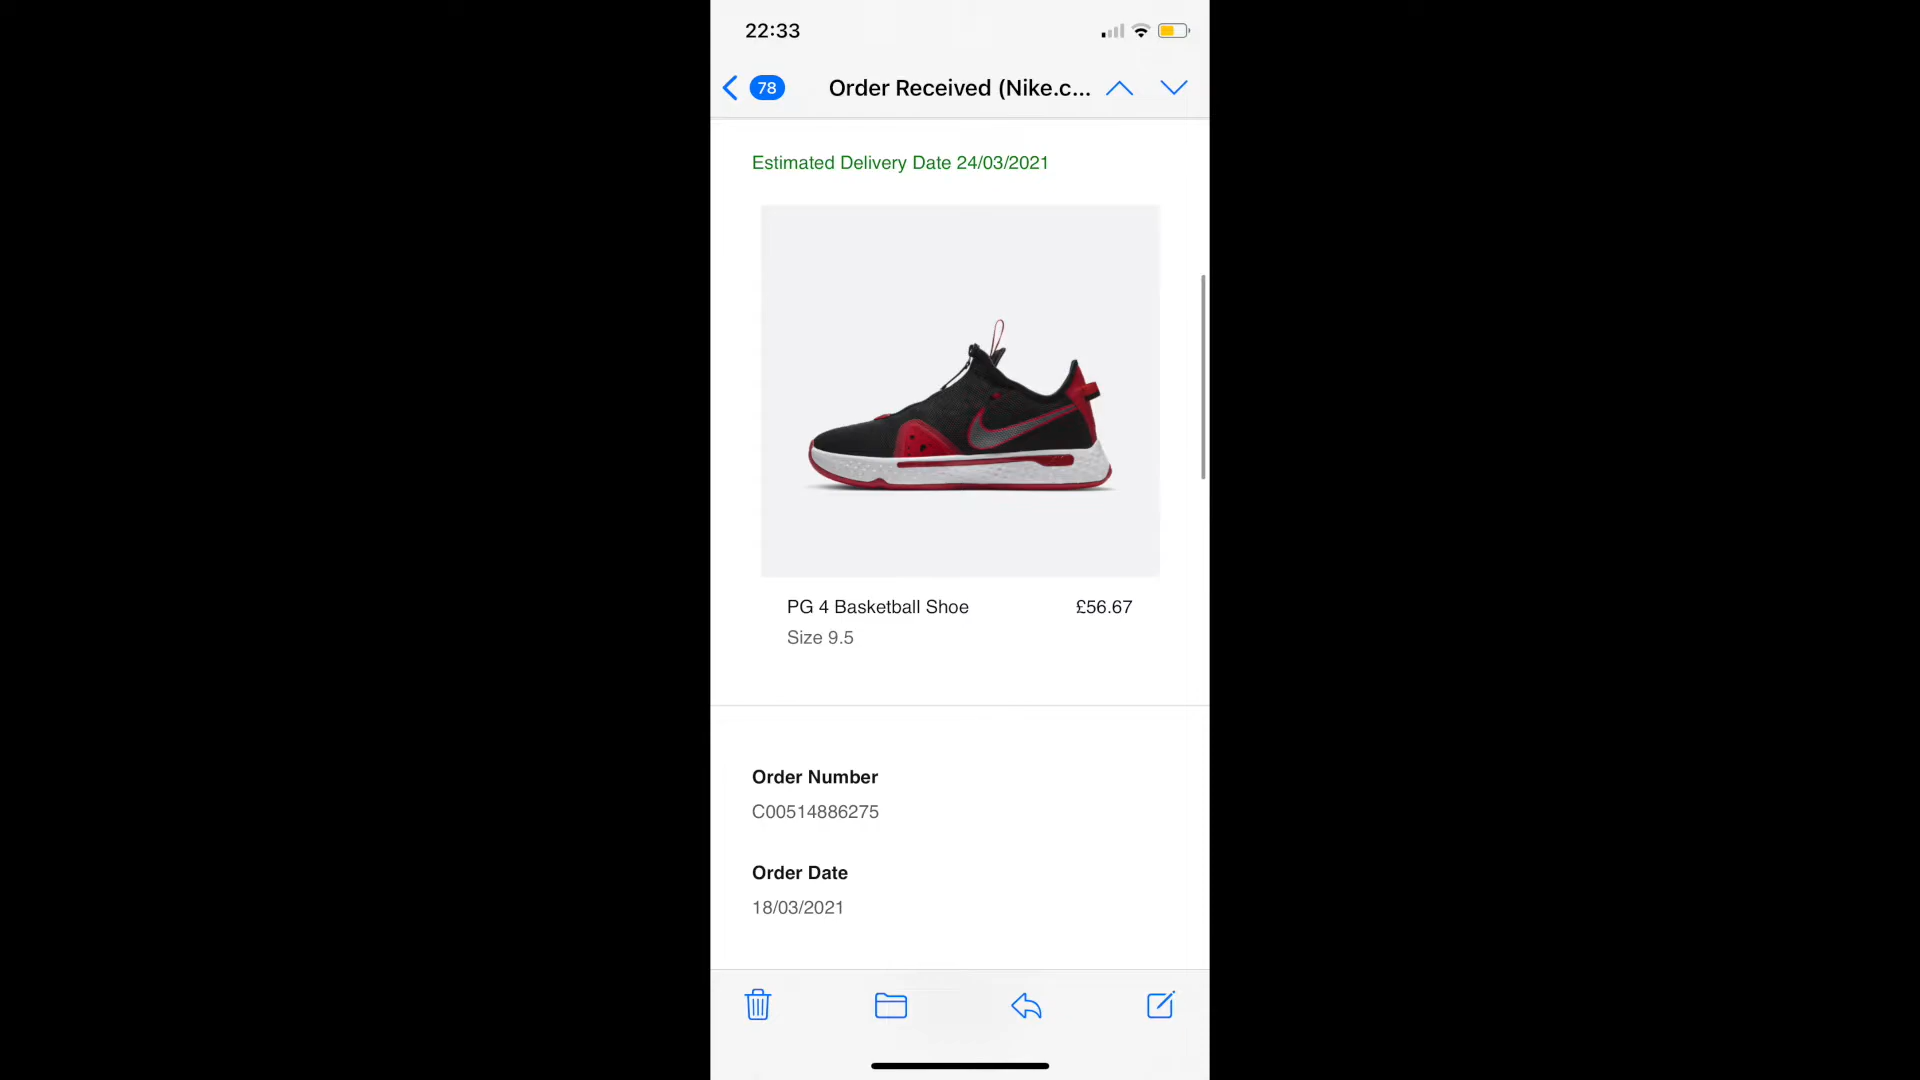 22:33
78
Order Received (Nike.c...
Estimated Delivery Date 24/03/2021
PG 4 Basketball Shoe
£56.67
Size 9.5
Order Number
C00514886275
Order Date
18/03/2021